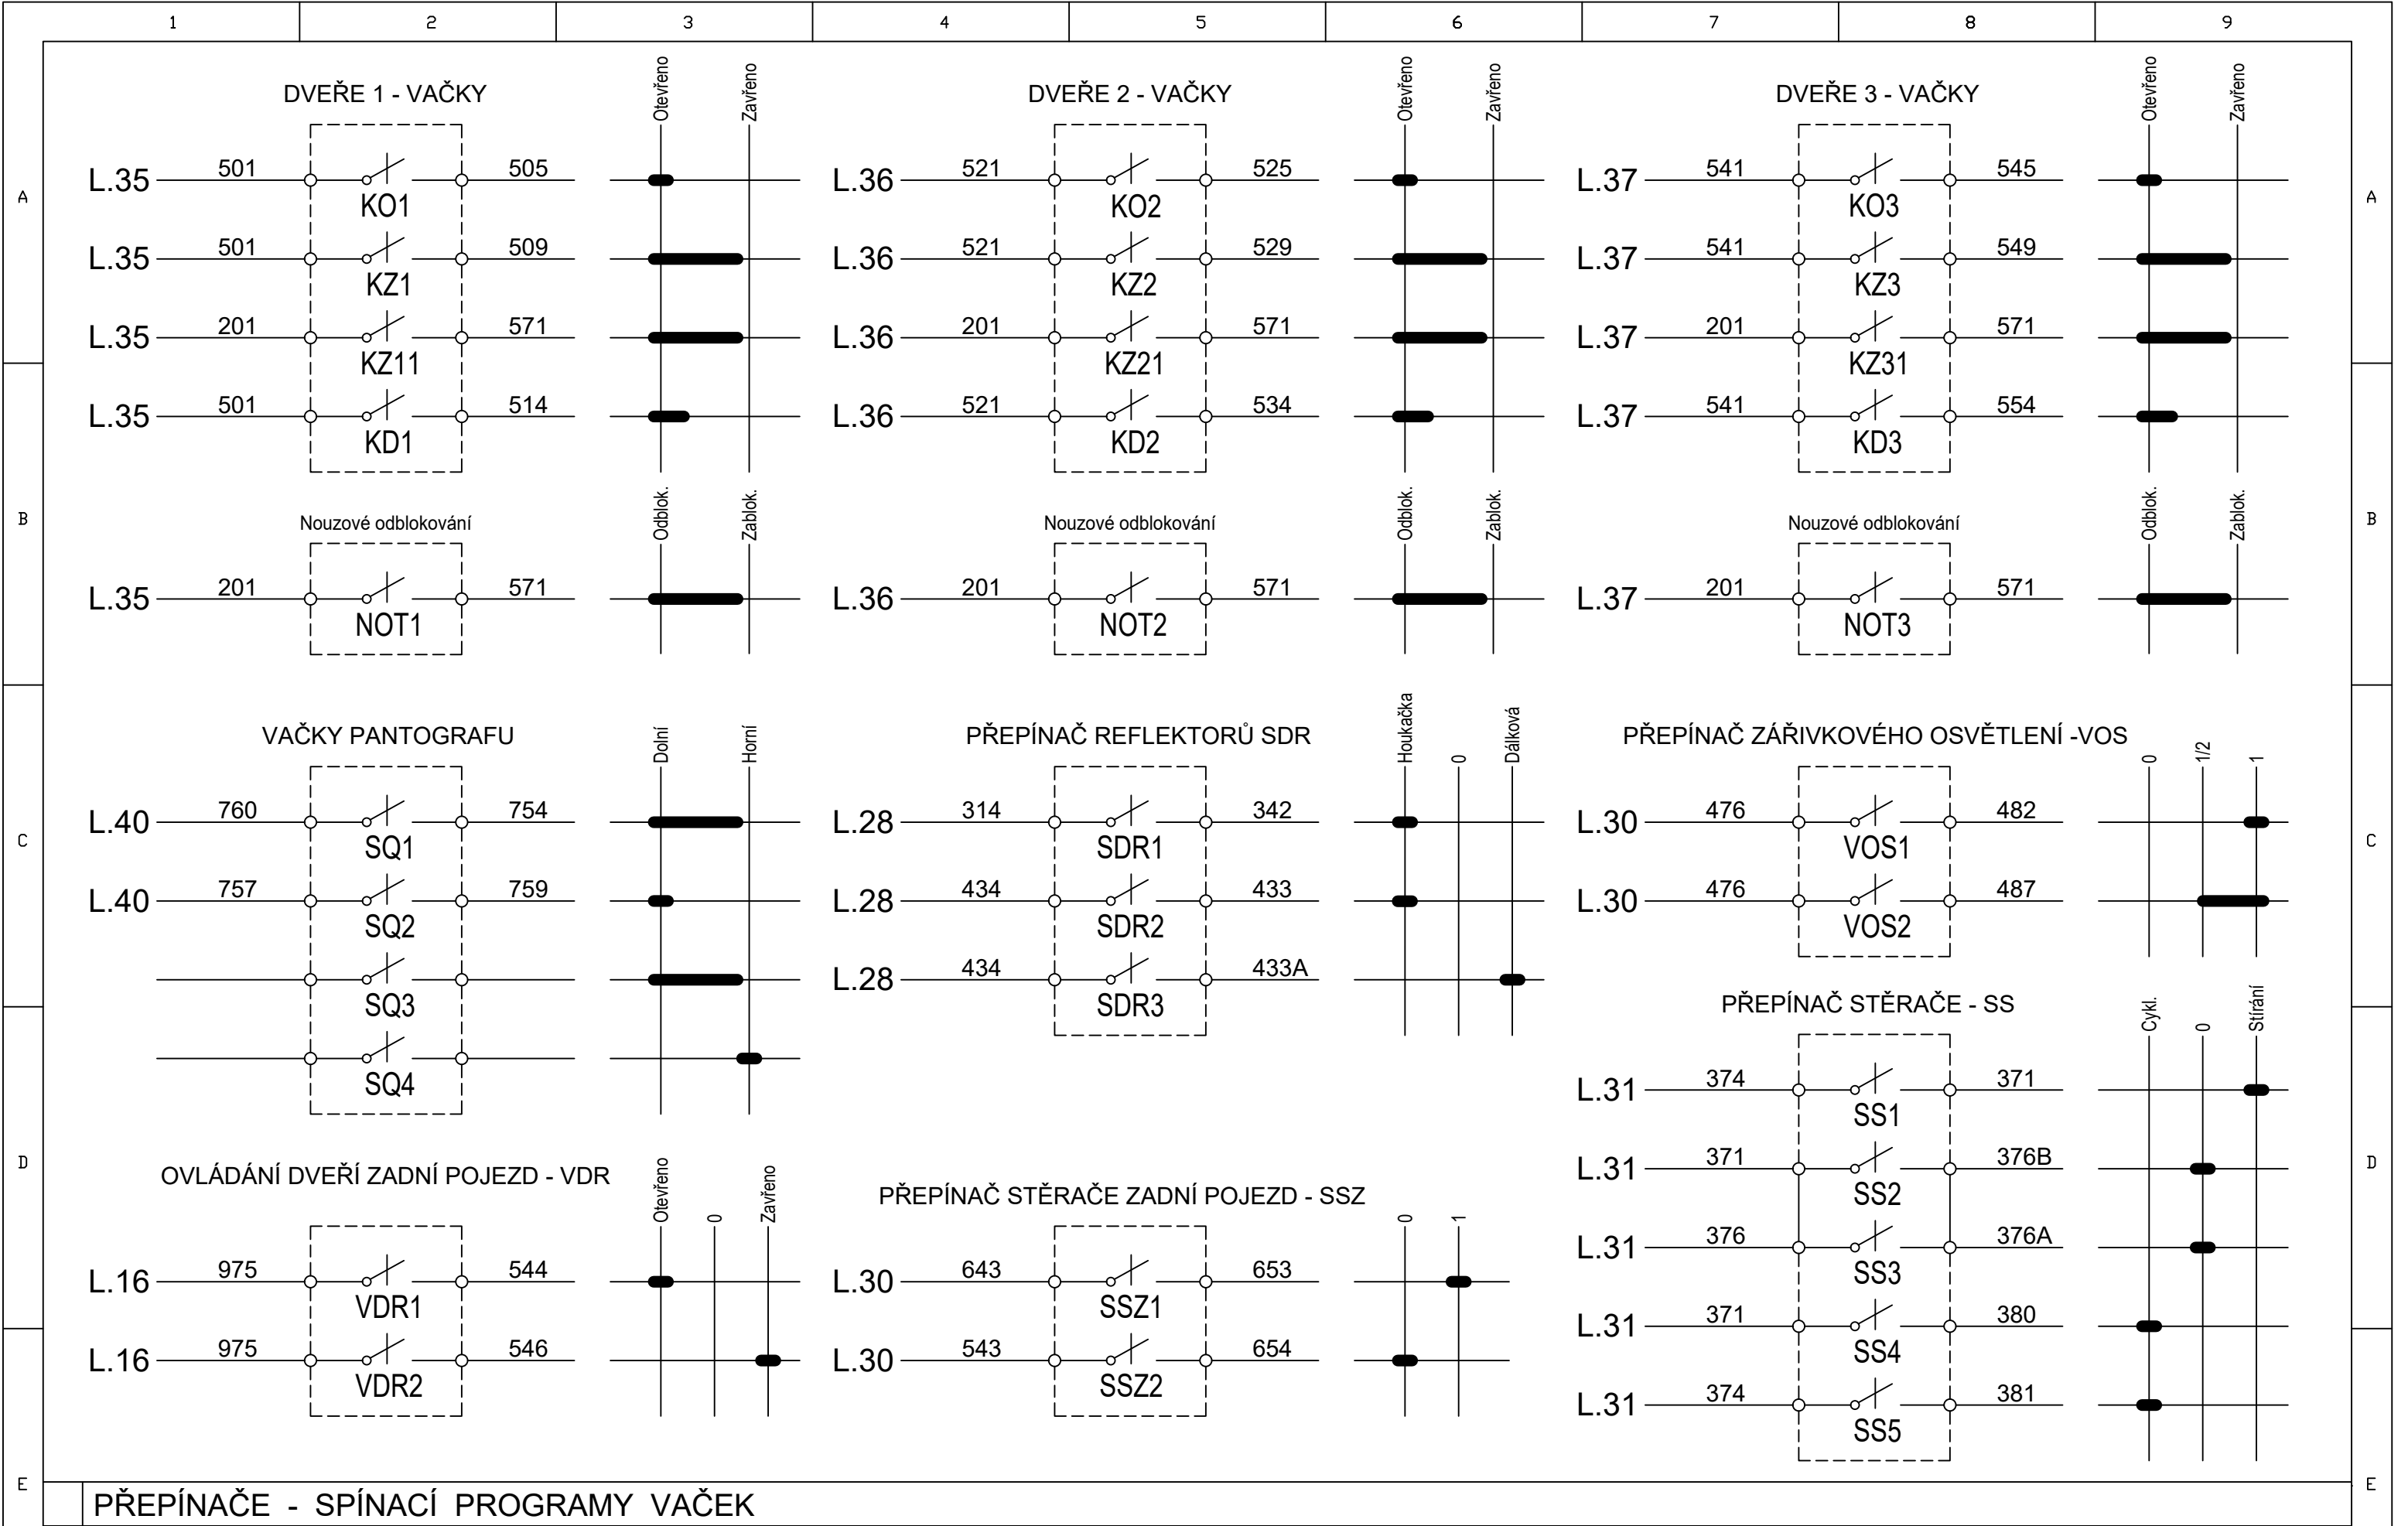 1 2 3 4 5 6 7 8 9
DVEŘE 1 - VAČKY
Otevřeno
Zavřeno
L.35 501 KO1 505
L.35 501 KZ1 509
L.35 201 KZ11 571
L.35 501 KD1 514
DVEŘE 2 - VAČKY
Otevřeno
Zavřeno
L.36 521 KO2 525
L.36 521 KZ2 529
L.36 201 KZ21 571
L.36 521 KD2 534
DVEŘE 3 - VAČKY
Otevřeno
Zavřeno
L.37 541 KO3 545
L.37 541 KZ3 549
L.37 201 KZ31 571
L.37 541 KD3 554
A A
Nouzové odblokování
Odblok.
Zablok.
L.35 201 NOT1 571
Nouzové odblokování
Odblok.
Zablok.
L.36 201 NOT2 571
Nouzové odblokování
Odblok.
Zablok.
L.37 201 NOT3 571
B B
VAČKY PANTOGRAFU
Dolní
Horní
L.40 760 SQ1 754
L.40 757 SQ2 759
SQ3
SQ4
PŘEPÍNAČ REFLEKTORŮ SDR
Houkačka
0
Dálková
L.28 314 SDR1 342
L.28 434 SDR2 433
L.28 434 SDR3 433A
PŘEPÍNAČ ZÁŘIVKOVÉHO OSVĚTLENÍ -VOS
0
1/2
1
L.30 476 VOS1 482
L.30 476 VOS2 487
C C
OVLÁDÁNÍ DVEŘÍ ZADNÍ POJEZD - VDR
Otevřeno
0
Zavřeno
L.16 975 VDR1 544
L.16 975 VDR2 546
PŘEPÍNAČ STĚRAČE ZADNÍ POJEZD - SSZ
0
1
L.30 643 SSZ1 653
L.30 543 SSZ2 654
PŘEPÍNAČ STĚRAČE - SS
Cykl.
0
Stírání
L.31 374 SS1 371
L.31 371 SS2 376B
L.31 376 SS3 376A
L.31 371 SS4 380
L.31 374 SS5 381
D D
E E
PŘEPÍNAČE - SPÍNACÍ PROGRAMY VAČEK